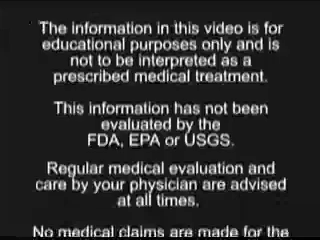 The information in this video is for
educational purposes only and is
not to be interpreted as a
prescribed medical treatment.
This information has not been
evaluated by the
FDA, EPA or USGS.
Regular medical evaluation and
care by your physician are advised
at all times.
No medical claims are made for the